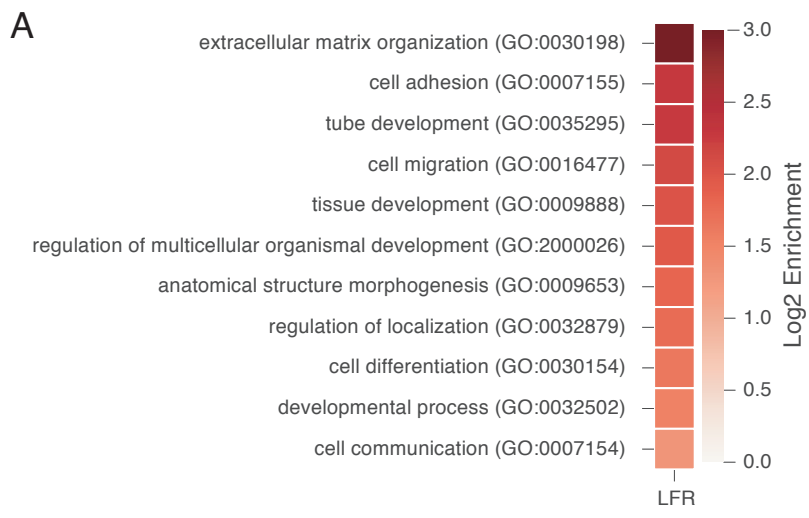 A
extracellular matrix organization (GO:0030198)
cell adhesion (GO:0007155)
tube development (GO:0035295)
cell migration (GO:0016477)
tissue development (GO:0009888)
regulation of multicellular organismal development (GO:2000026)
anatomical structure morphogenesis (GO:0009653)
regulation of localization (GO:0032879)
cell differentiation (GO:0030154)
developmental process (GO:0032502)
cell communication (GO:0007154)
LFR
3.0
2.5
2.0
1.5
1.0
0.5
0.0
Log2 Enrichment